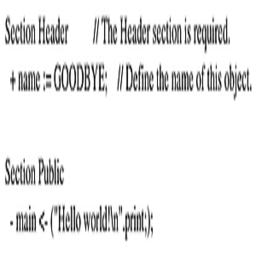 Section Header // The Header section is required.
+ name := GOODBYE; // Define the name of this object.
Section Public
- main <- ("Hello world!\n".print;);